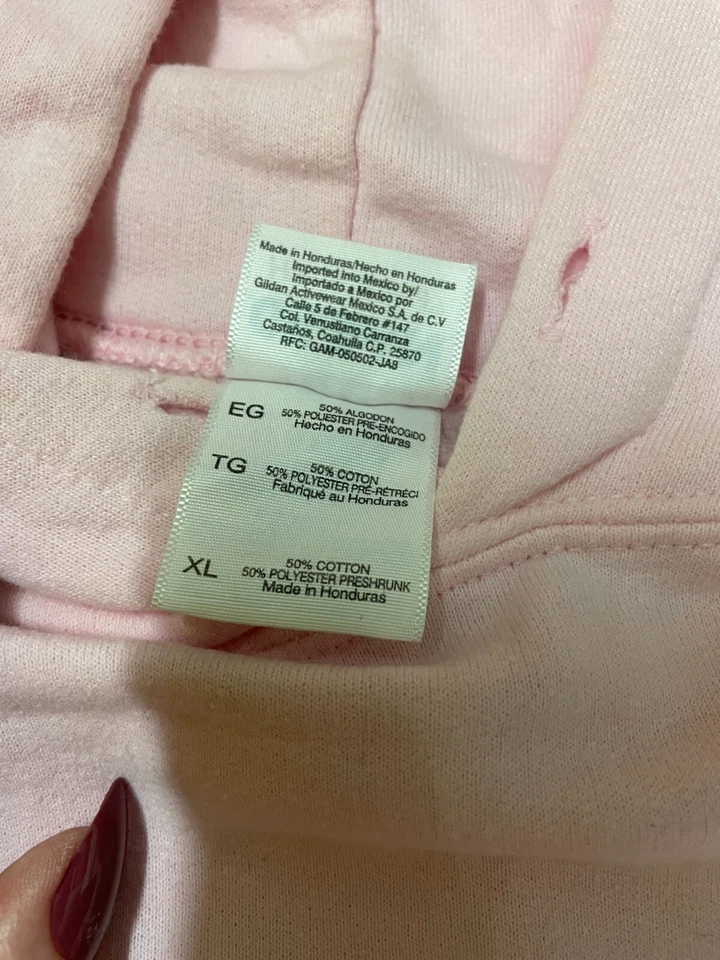 Made in Honduras/Hecho en Honduras
Imported into Mexico by/
Importado a Mexico por
Gildan Activewear Mexico S.A. de C.V
Calle 5 de Febrero #147
Col. Venustiano Carranza
Castaños, Coahuila C.P. 25870
RFC: GAM-050502-JA8
EG
50% ALGODON
50% POLIESTER PRE-ENCOGIDO
Hecho en Honduras
TG
50% COTON
50% POLYESTER PRÉ-RÉTRÉCI
Fabriqué au Honduras
XL
50% COTTON
50% POLYESTER PRESHRUNK
Made in Honduras